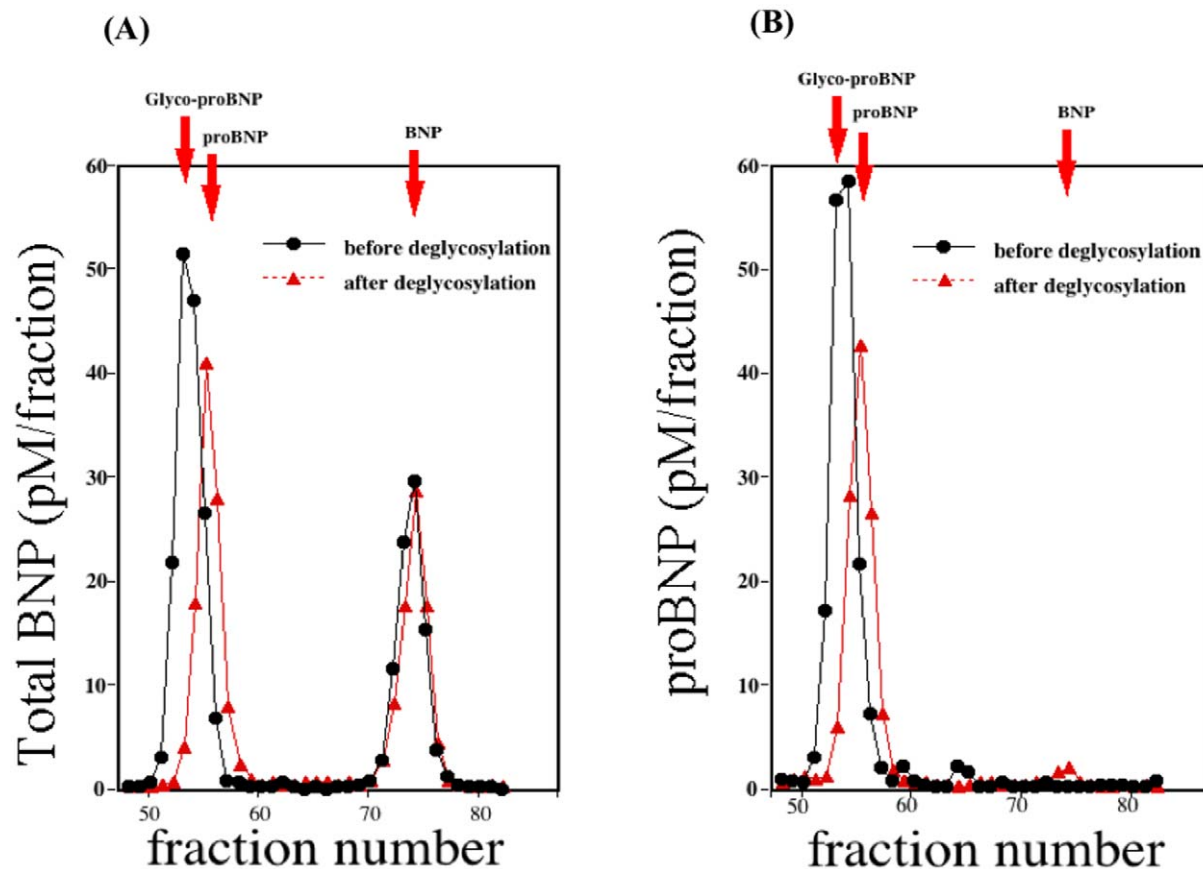 (A)
Glyco-proBNP
proBNP
BNP
Total BNP (pM/fraction)
60
50
40
30
20
10
0
before deglycosylation
after deglycosylation
50 60 70 80
fraction number
(B)
Glyco-proBNP
proBNP
BNP
proBNP (pM/fraction)
60
50
40
30
20
10
0
before deglycosylation
after deglycosylation
50 60 70 80
fraction number